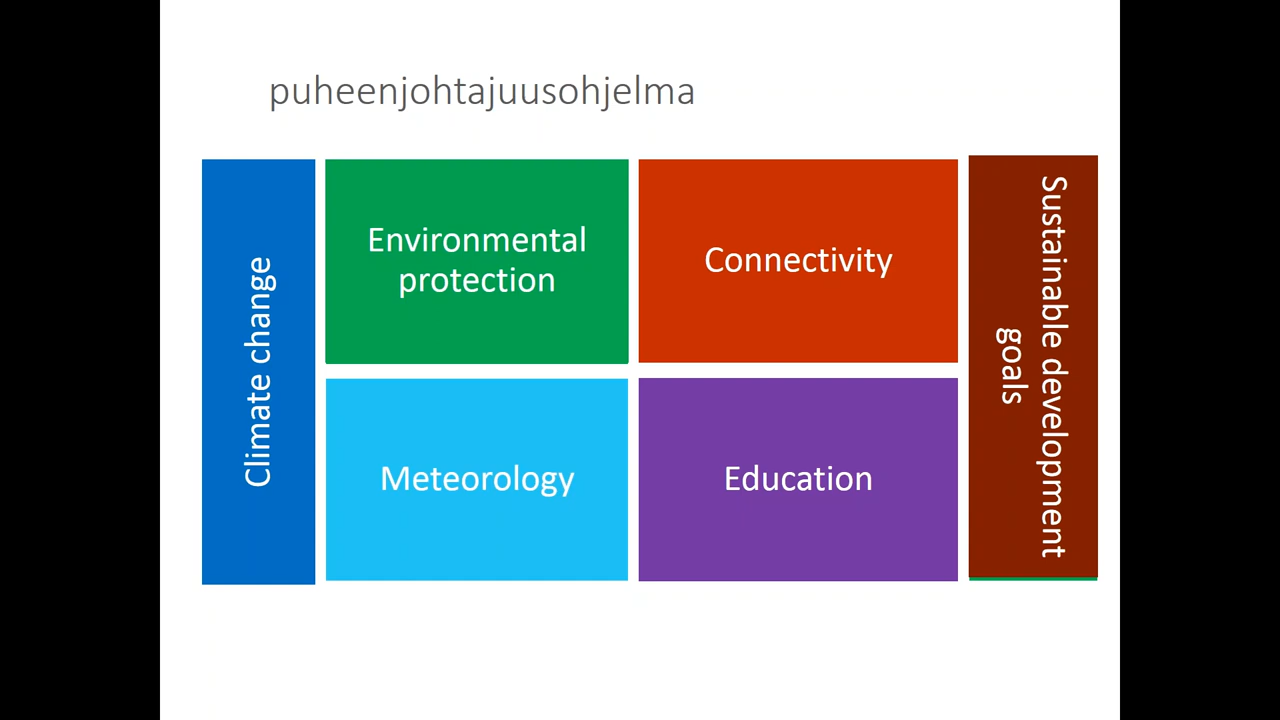 puheenjohtajuusohjelma
Climate change
Environmental
protection
Connectivity
Meteorology
Education
Sustainable development
goals